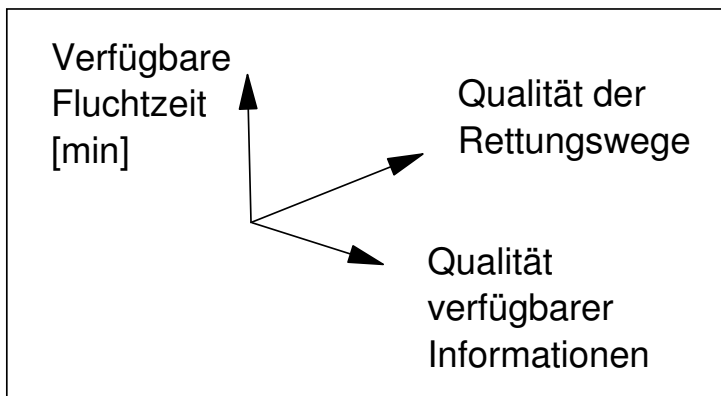 Verfügbare
Fluchtzeit
[min]
Qualität der
Rettungswege
Qualität
verfügbarer
Informationen